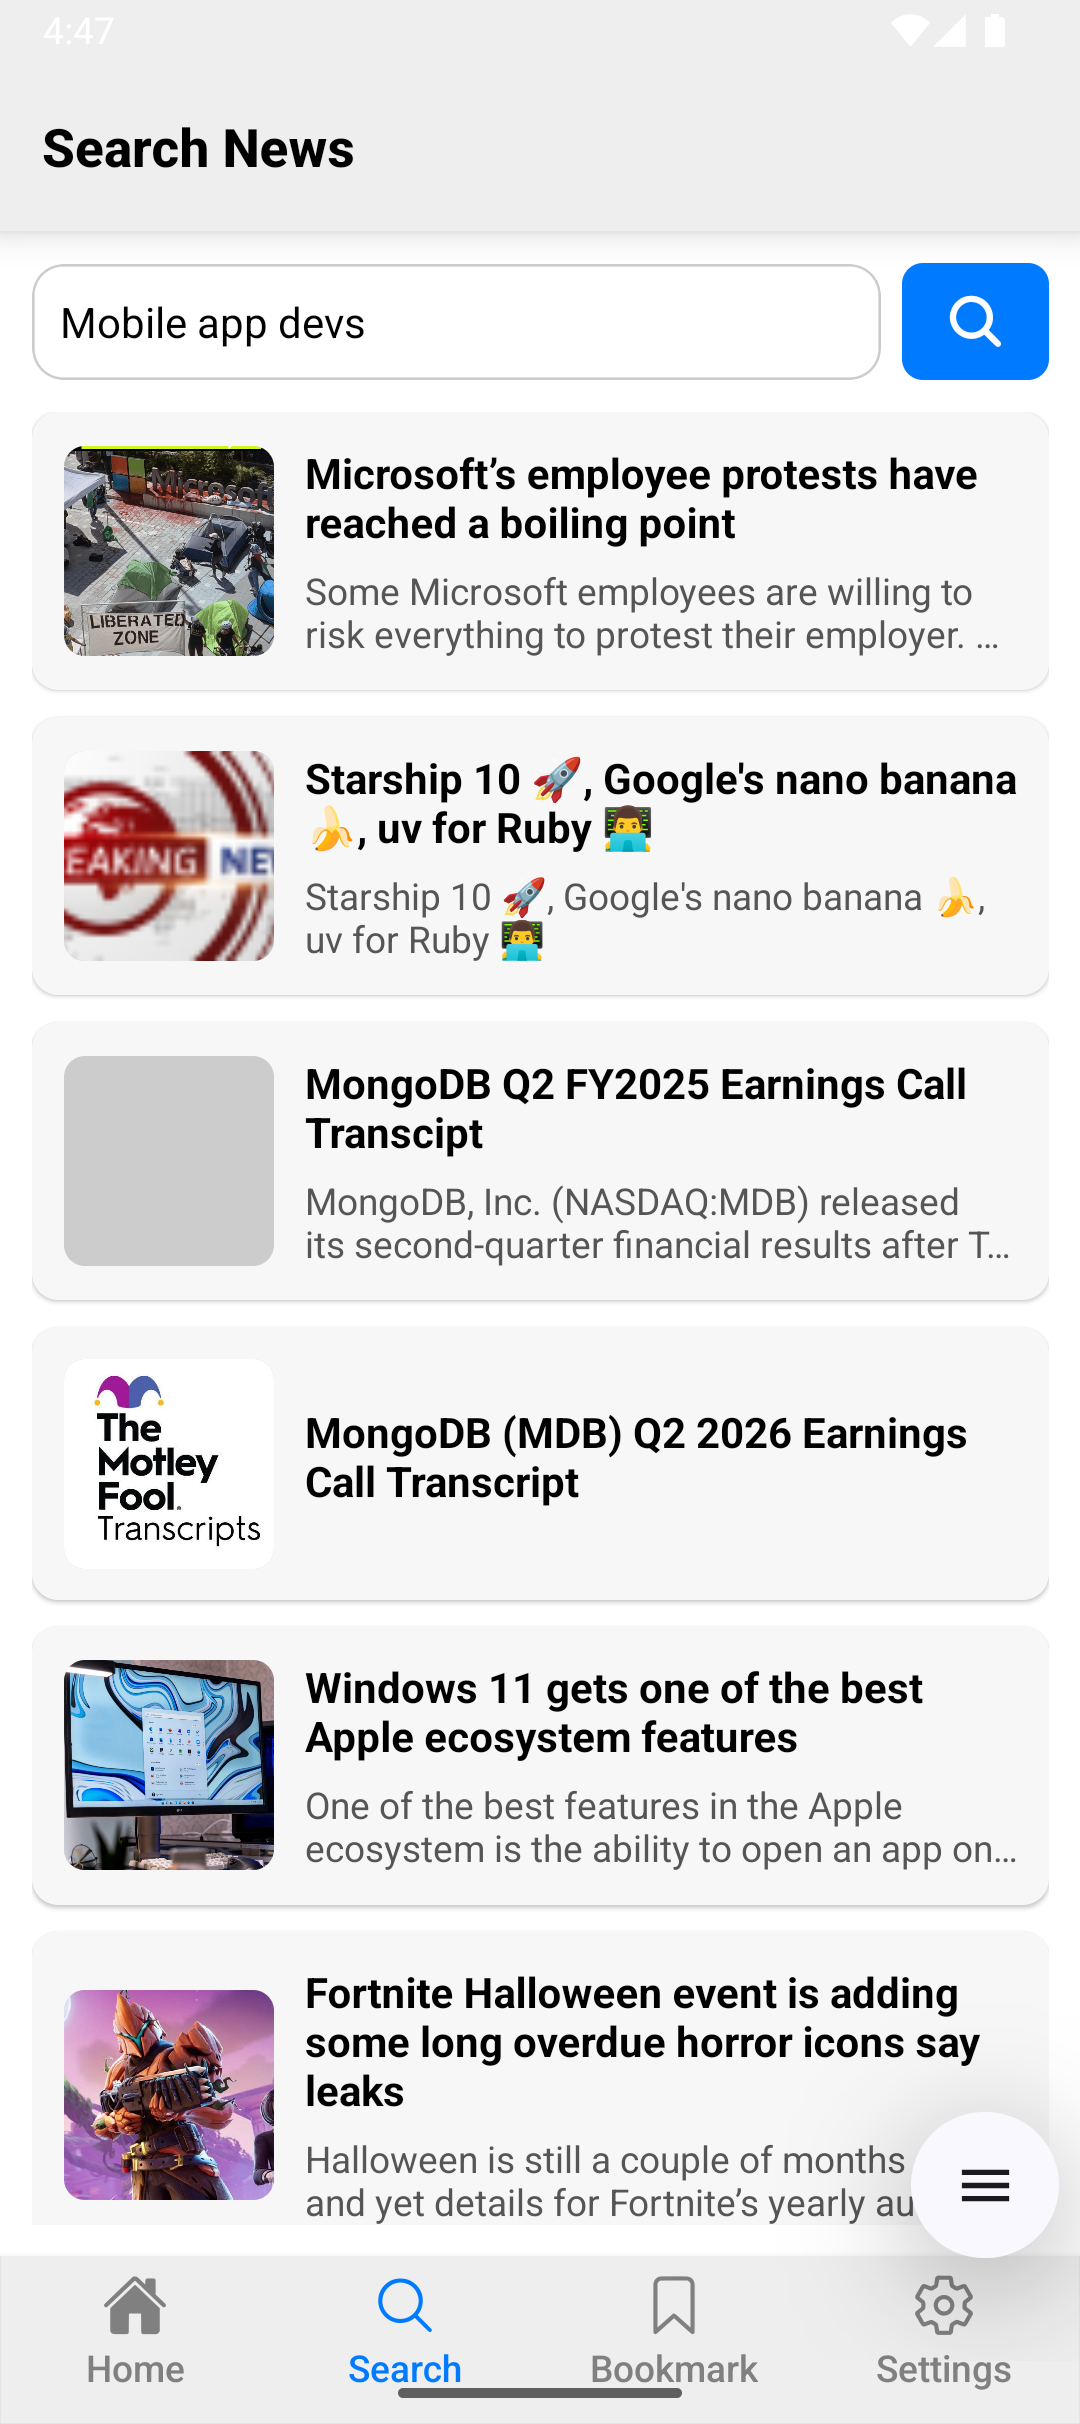 4:47
Search News
Mobile app devs
Microsoft’s employee protests have
reached a boiling point
Some Microsoft employees are willing to
risk everything to protest their employer. …
Microsoft
LIBERATED
ZONE
Starship 10 🚀, Google's nano banana
🍌, uv for Ruby 👨‍💻
Starship 10 🚀, Google's nano banana 🍌,
uv for Ruby 👨‍💻
EAKING NE
MongoDB Q2 FY2025 Earnings Call
Transcipt
MongoDB, Inc. (NASDAQ:MDB) released
its second-quarter financial results after T…
The
Motley
Fool.
Transcripts
MongoDB (MDB) Q2 2026 Earnings
Call Transcript
Windows 11 gets one of the best
Apple ecosystem features
One of the best features in the Apple
ecosystem is the ability to open an app on…
Fortnite Halloween event is adding
some long overdue horror icons say
leaks
Halloween is still a couple of months
and yet details for Fortnite’s yearly au
Home
Search
Bookmark
Settings